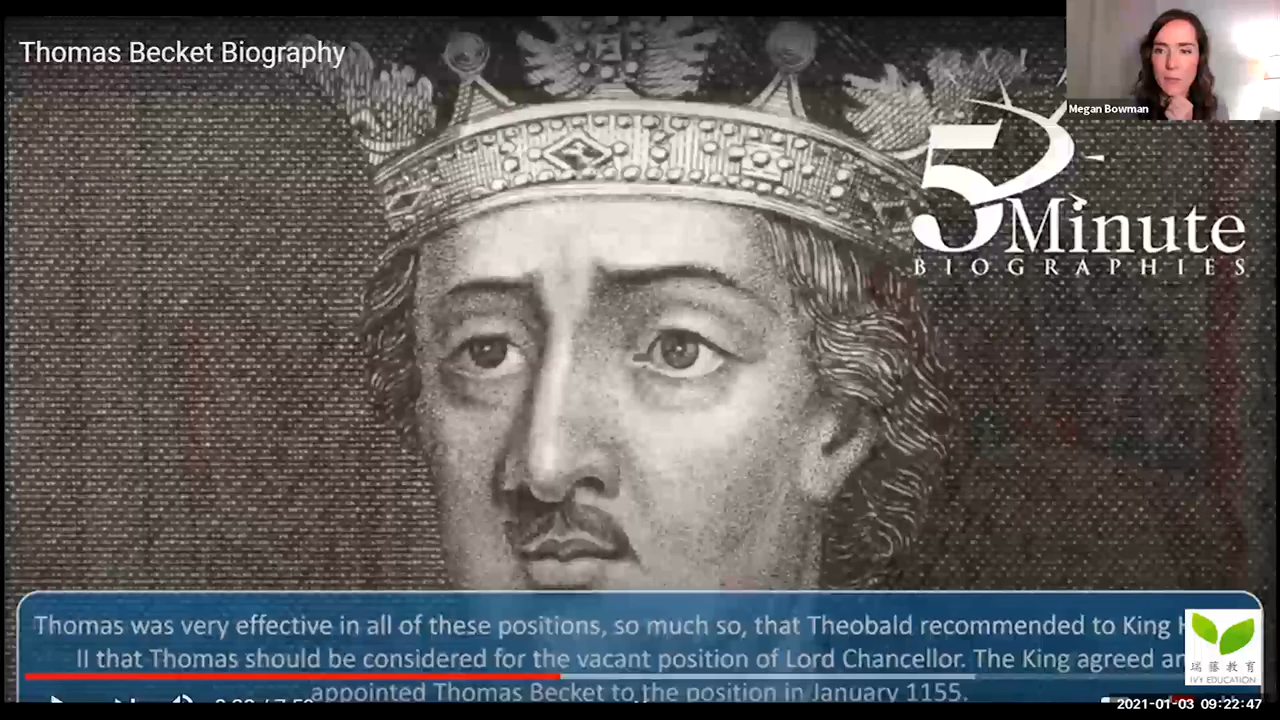 Thomas Becket Biography
Megan Bowman
5 Minute
BIOGRAPHIES
Thomas was very effective in all of these positions, so much so, that Theobald recommended to King
II that Thomas should be considered for the vacant position of Lord Chancellor. The King agreed
appointed Thomas Becket to the position in January 1155.
瑞藤教育
IVY EDUCATION
2021-01-03 09:22:47